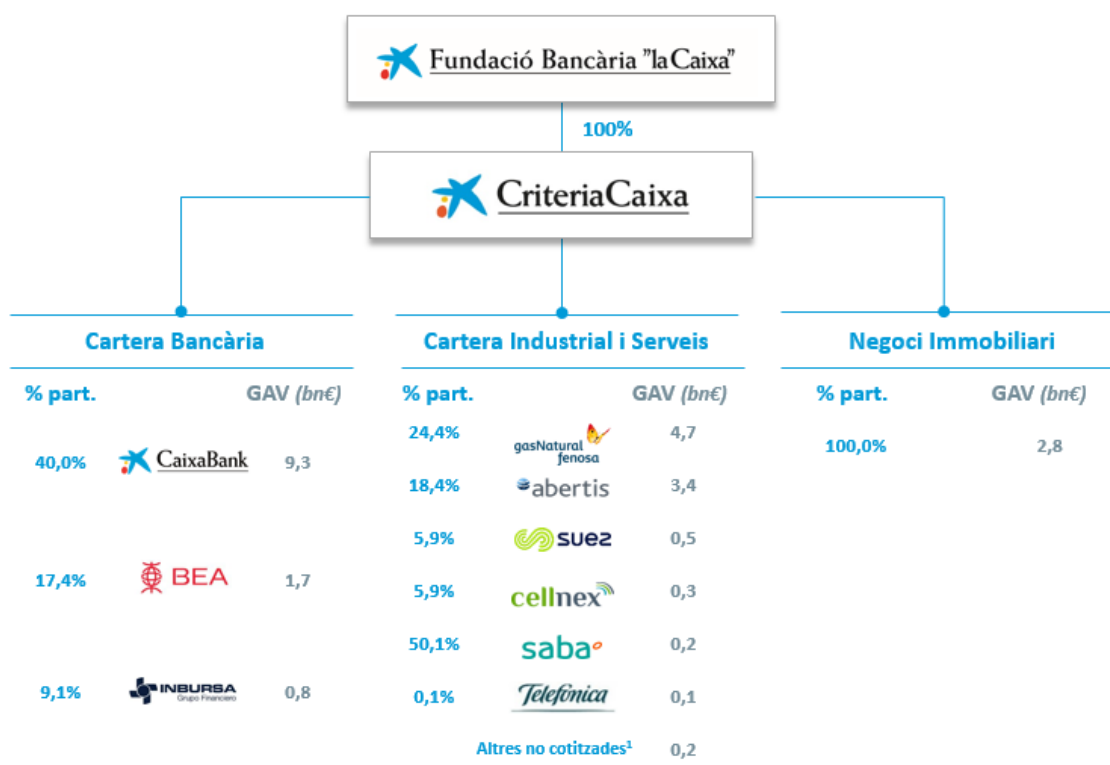 Fundació Bancària "la Caixa"
100%
CriteriaCaixa
Cartera Bancària
% part. GAV (bn€)
40,0% CaixaBank 9,3
17,4% BEA 1,7
9,1% INBURSA 0,8
Grupo Financiero
Cartera Industrial i Serveis
% part. GAV (bn€)
24,4% gasNatural 4,7
fenosa
18,4% abertis 3,4
5,9% suez 0,5
5,9% cellnex 0,3
50,1% saba 0,2
0,1% Telefónica 0,1
Altres no cotitzades¹ 0,2
Negoci Immobiliari
% part. GAV (bn€)
100,0% 2,8